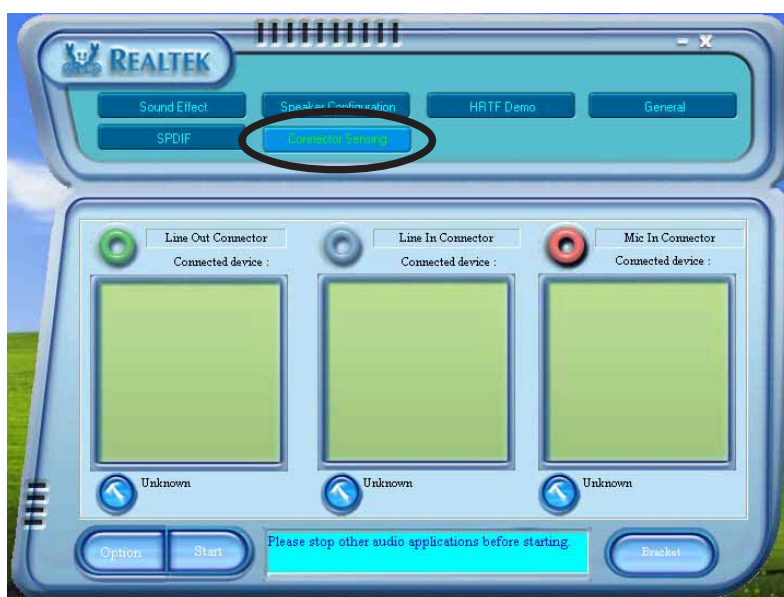 REALTEK
Sound Effect
Speaker Configuration
HRTF Demo
General
SPDIF
Connector Sensing
Line Out Connector
Connected device :
Line In Connector
Connected device :
Mic In Connector
Connected device :
Unknown
Unknown
Unknown
Option
Start
Please stop other audio applications before starting.
Bracket